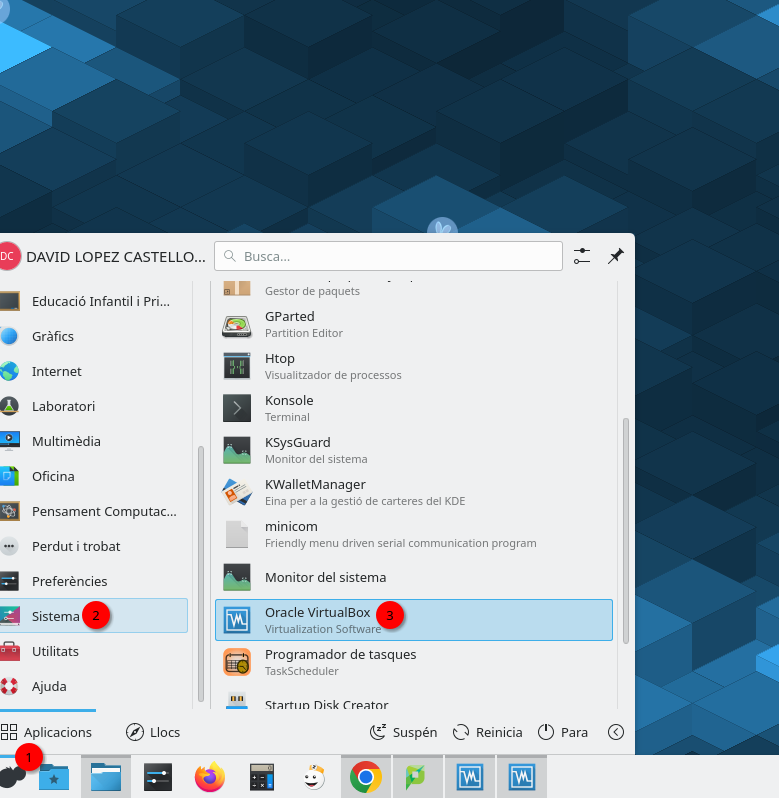 DC DAVID LOPEZ CASTELLO... Busca...
Educació Infantil i Pri...
Gràfics
Internet
Laboratori
Multimèdia
Oficina
Pensament Computac...
Perdut i trobat
Preferències
Sistema 2
Utilitats
Ajuda
Gestor de paquets
GParted
Partition Editor
Htop
Visualitzador de processos
Konsole
Terminal
KSysGuard
Monitor del sistema
KWalletManager
Eina per a la gestió de carteres del KDE
minicom
Friendly menu driven serial communication program
Monitor del sistema
Oracle VirtualBox 3
Virtualization Software
Programador de tasques
TaskScheduler
Startup Disk Creator
Aplicacions Llocs Suspén Reinicia Para
1